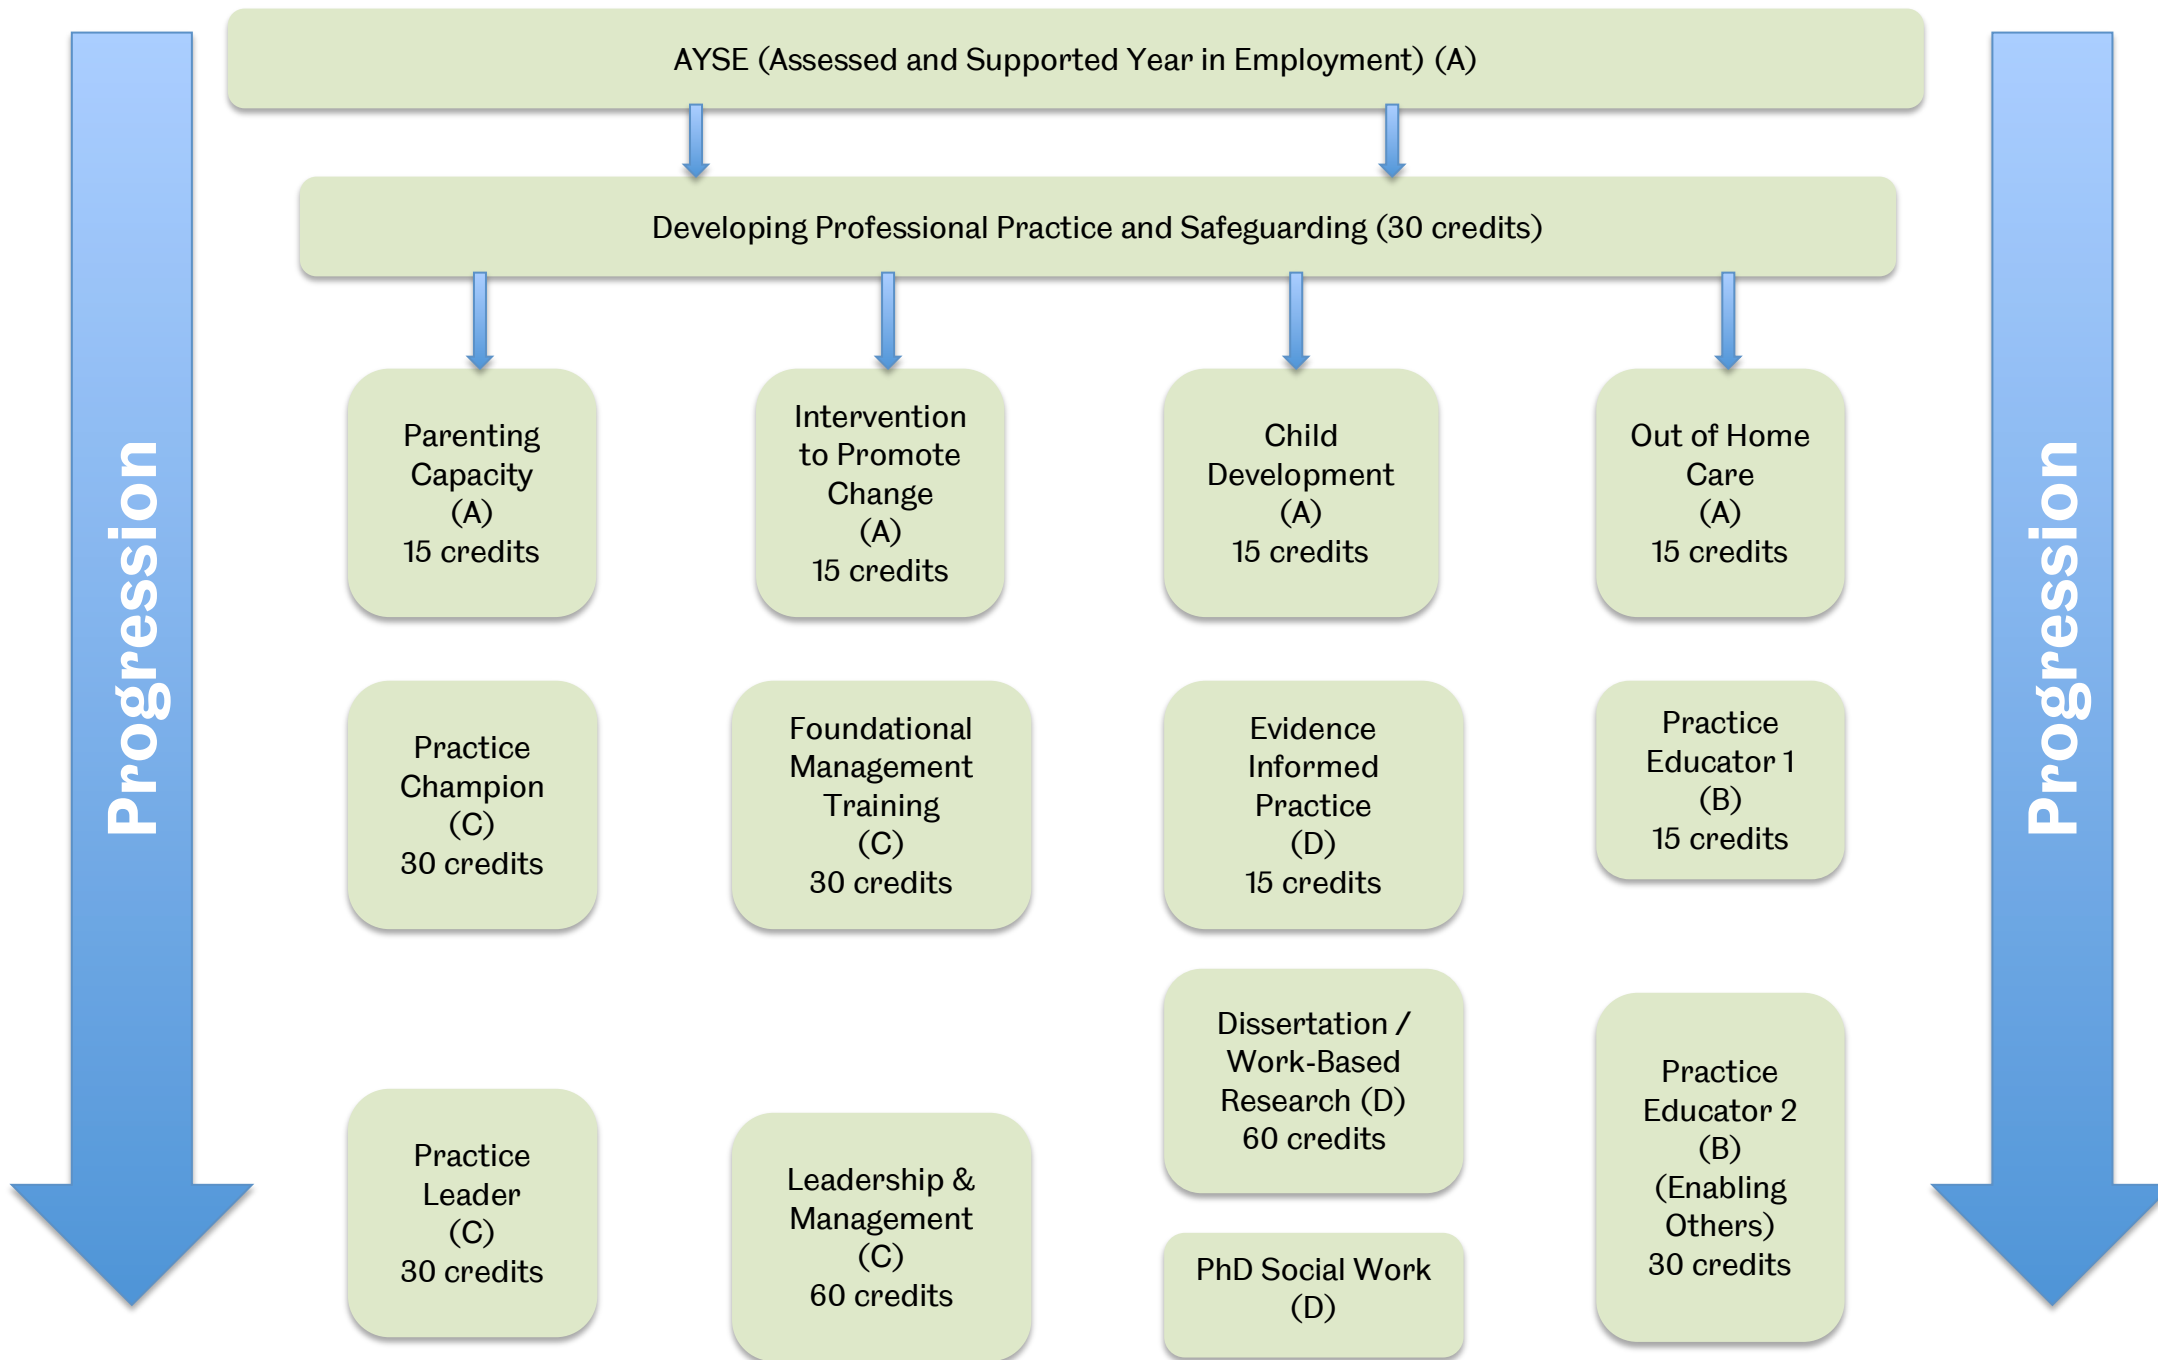 AYSE (Assessed and Supported Year in Employment) (A)
Developing Professional Practice and Safeguarding (30 credits)
Progression
Parenting
Capacity
(A)
15 credits
Intervention
to Promote
Change
(A)
15 credits
Child
Development
(A)
15 credits
Out of Home
Care
(A)
15 credits
Progression
Practice
Champion
(C)
30 credits
Foundational
Management
Training
(C)
30 credits
Evidence
Informed
Practice
(D)
15 credits
Practice
Educator 1
(B)
15 credits
Practice
Leader
(C)
30 credits
Leadership &
Management
(C)
60 credits
Dissertation /
Work-Based
Research (D)
60 credits
PhD Social Work
(D)
Practice
Educator 2
(B)
(Enabling
Others)
30 credits